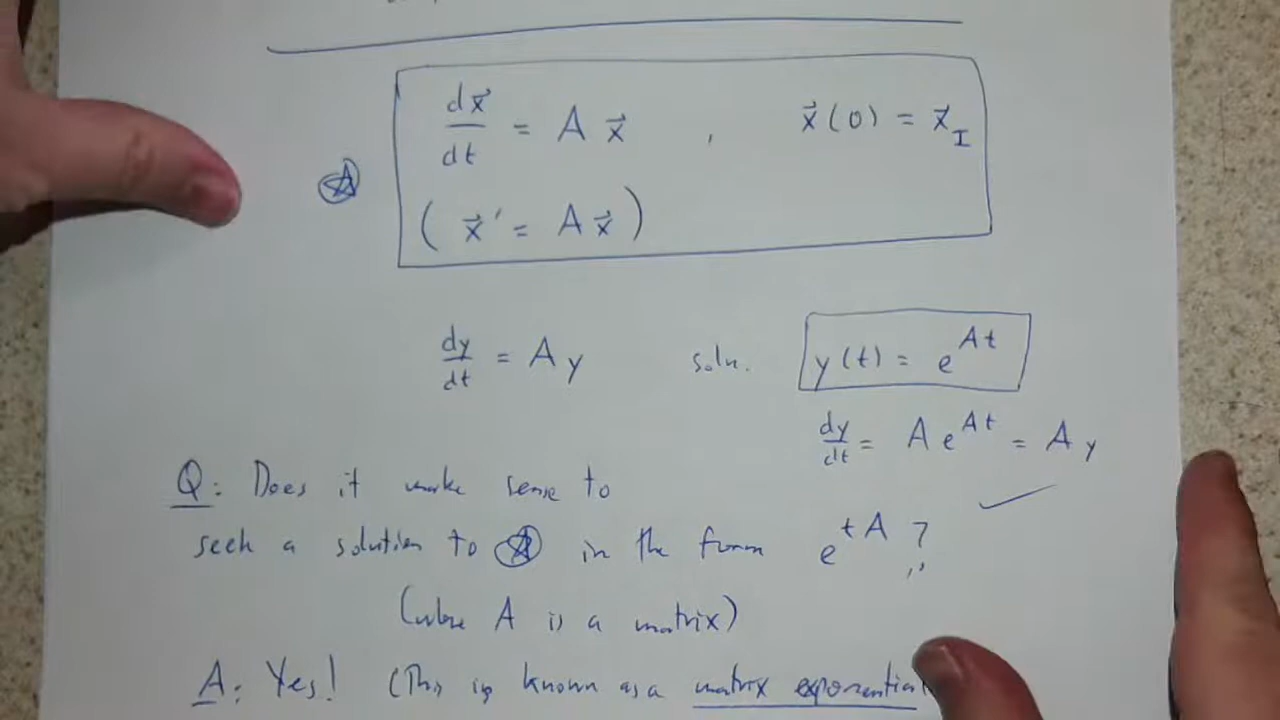 dx⃗/dt = A x⃗ , x⃗(0) = x⃗_I
(x⃗' = A x⃗)
dy/dt = A y soln. y(t) = e^{At}
dy/dt = A e^{At} = A y
Q: Does it make sense to
seek a solution to ☆ in the form e^{tA} ?
(where A is a matrix)
A: Yes! (This is known as a matrix exponential